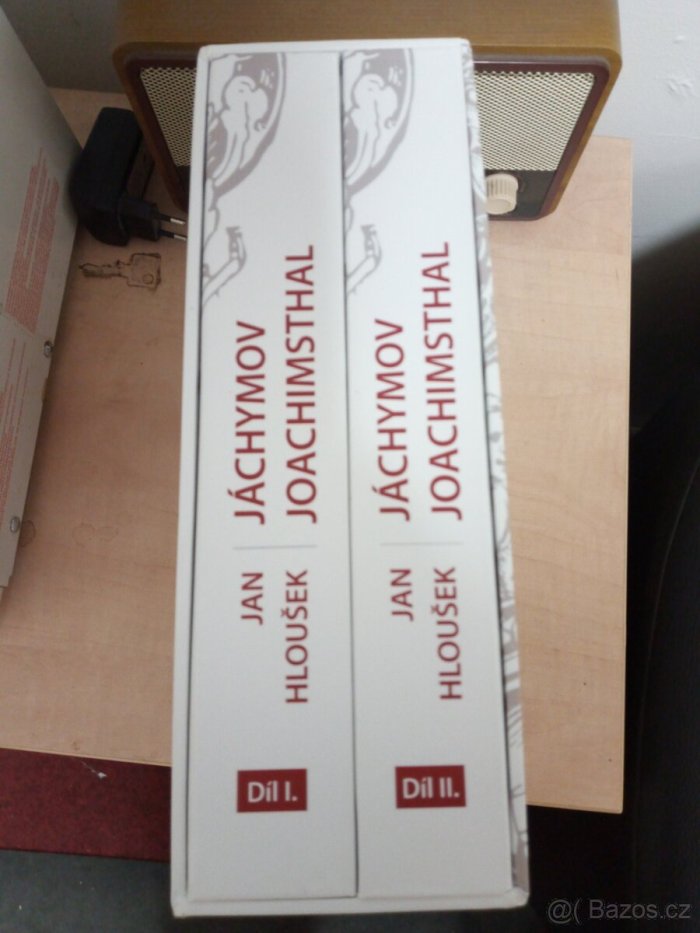 JÁCHYMOV
JOACHIMSTHAL
JAN
HLOUŠEK
Díl I.
JÁCHYMOV
JOACHIMSTHAL
JAN
HLOUŠEK
Díl II.
@( Bazos.cz